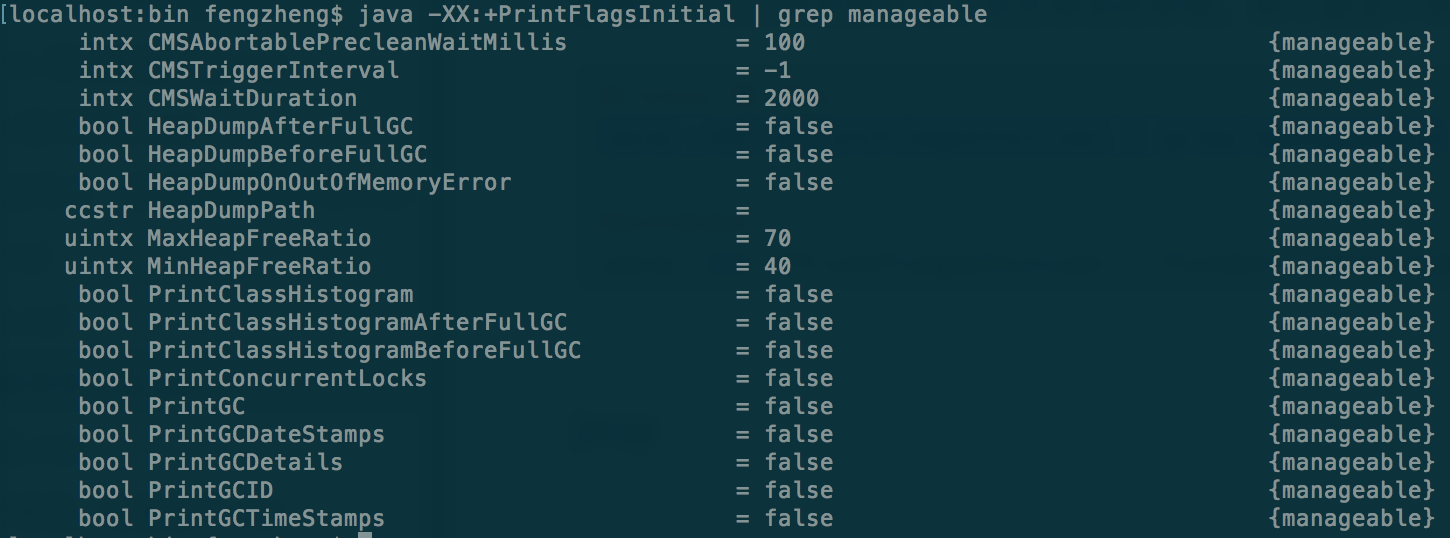 [localhost:bin fengzheng$ java -XX:+PrintFlagsInitial | grep manageable
intx CMSAbortablePrecleanWaitMillis = 100 {manageable}
intx CMSTriggerInterval = -1 {manageable}
intx CMSWaitDuration = 2000 {manageable}
bool HeapDumpAfterFullGC = false {manageable}
bool HeapDumpBeforeFullGC = false {manageable}
bool HeapDumpOnOutOfMemoryError = false {manageable}
ccstr HeapDumpPath = {manageable}
uintx MaxHeapFreeRatio = 70 {manageable}
uintx MinHeapFreeRatio = 40 {manageable}
bool PrintClassHistogram = false {manageable}
bool PrintClassHistogramAfterFullGC = false {manageable}
bool PrintClassHistogramBeforeFullGC = false {manageable}
bool PrintConcurrentLocks = false {manageable}
bool PrintGC = false {manageable}
bool PrintGCDateStamps = false {manageable}
bool PrintGCDetails = false {manageable}
bool PrintGCID = false {manageable}
bool PrintGCTimeStamps = false {manageable}